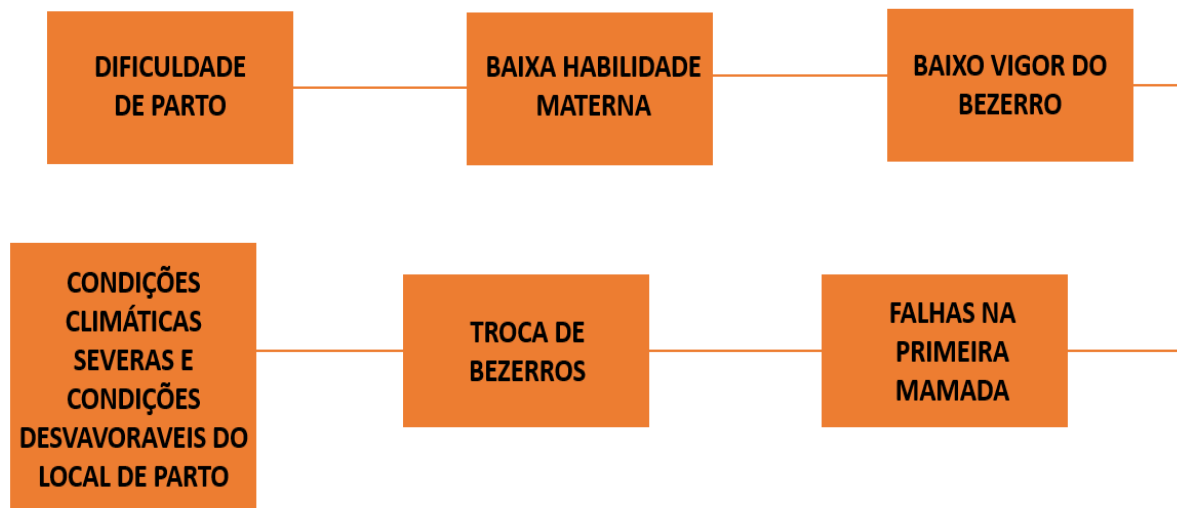 DIFICULDADE
DE PARTO
BAIXA HABILIDADE
MATERNA
BAIXO VIGOR DO
BEZERRO
CONDIÇÕES
CLIMÁTICAS
SEVERAS E
CONDIÇÕES
DESVAVORAVEIS DO
LOCAL DE PARTO
TROCA DE
BEZERROS
FALHAS NA
PRIMEIRA
MAMADA